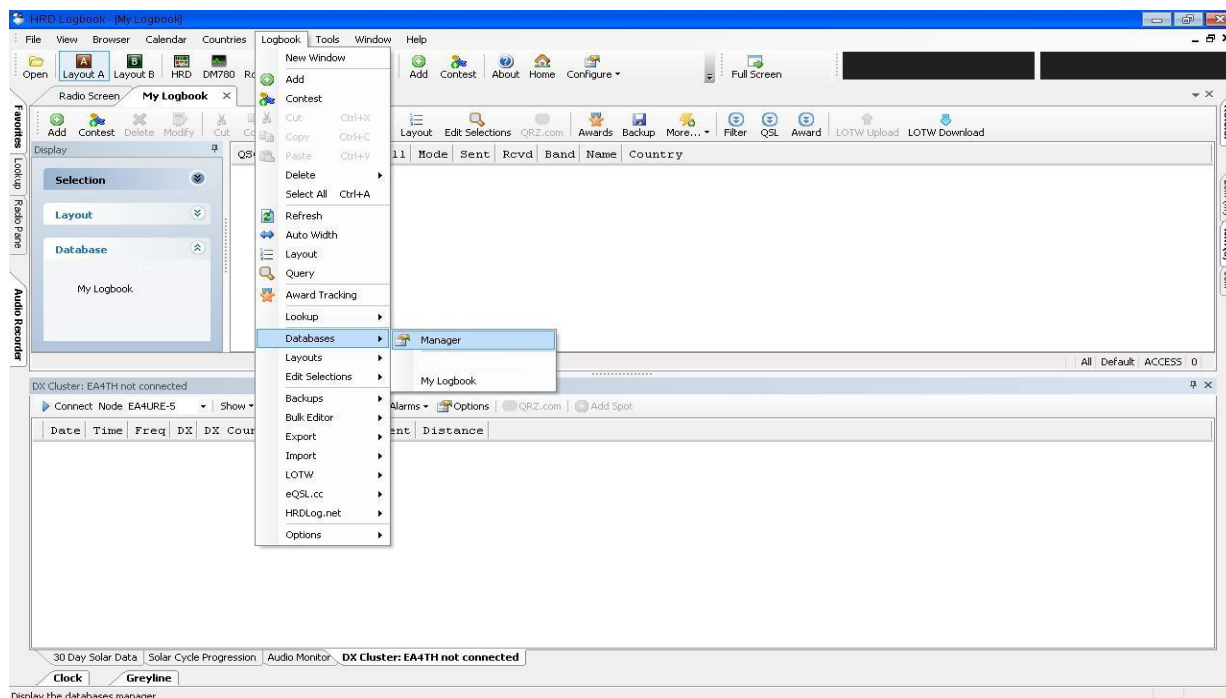 HRD Logbook - [My Logbook]
File View Browser Calendar Countries Logbook Tools Window Help
Open Layout A Layout B HRD DM780 Add Contest About Home Configure Full Screen
Radio Screen My Logbook
Add Contest Delete Modify Cut Layout Edit Selections QRZ.com Awards Backup More... Filter QSL Award LOTW Upload LOTW Download
Favorites
Lookup
Radio Pane
Audio Recorder
Display
Selection
Layout
Database
My Logbook
Mode Sent Rcvd Band Name Country
New Window
Add
Contest
Cut Ctrl+X
Copy Ctrl+C
Paste Ctrl+V
Delete
Select All Ctrl+A
Refresh
Auto Width
Layout
Query
Award Tracking
Lookup
Databases
Layouts
Edit Selections
Backups
Bulk Editor
Export
Import
LOTW
eQSL.cc
HRDLog.net
Options
Manager
My Logbook
All Default ACCESS 0
DX Cluster: EA4TH not connected
Connect Node EA4URE-5 Show Alarms Options QRZ.com Add Spot
Date Time Freq DX DX Distance
30 Day Solar Data Solar Cycle Progression Audio Monitor DX Cluster: EA4TH not connected
Clock Greyline
Display the databases manager